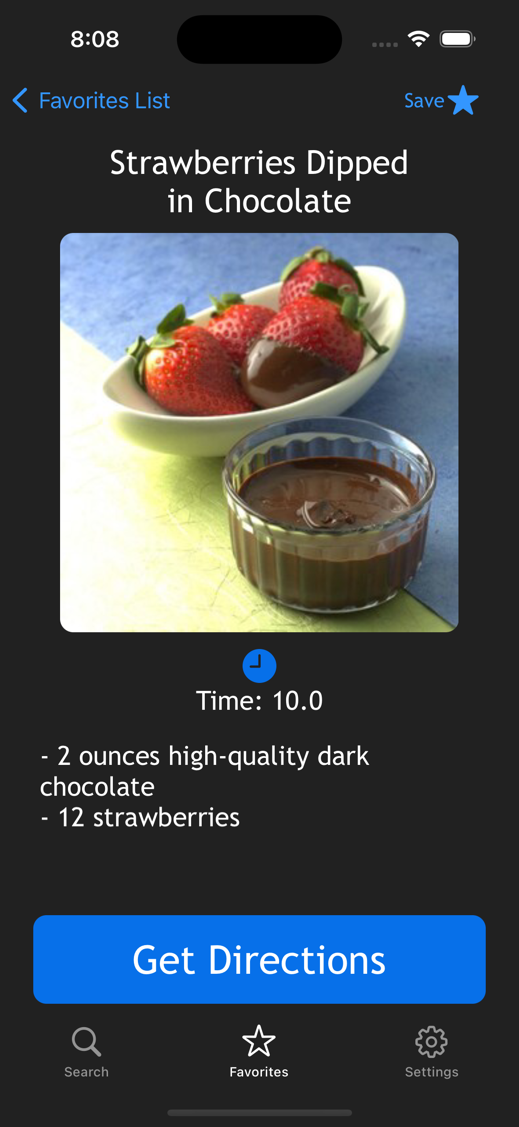 8:08
Favorites List
Save
Strawberries Dipped
in Chocolate
Time: 10.0
- 2 ounces high-quality dark
chocolate
- 12 strawberries
Get Directions
Search
Favorites
Settings